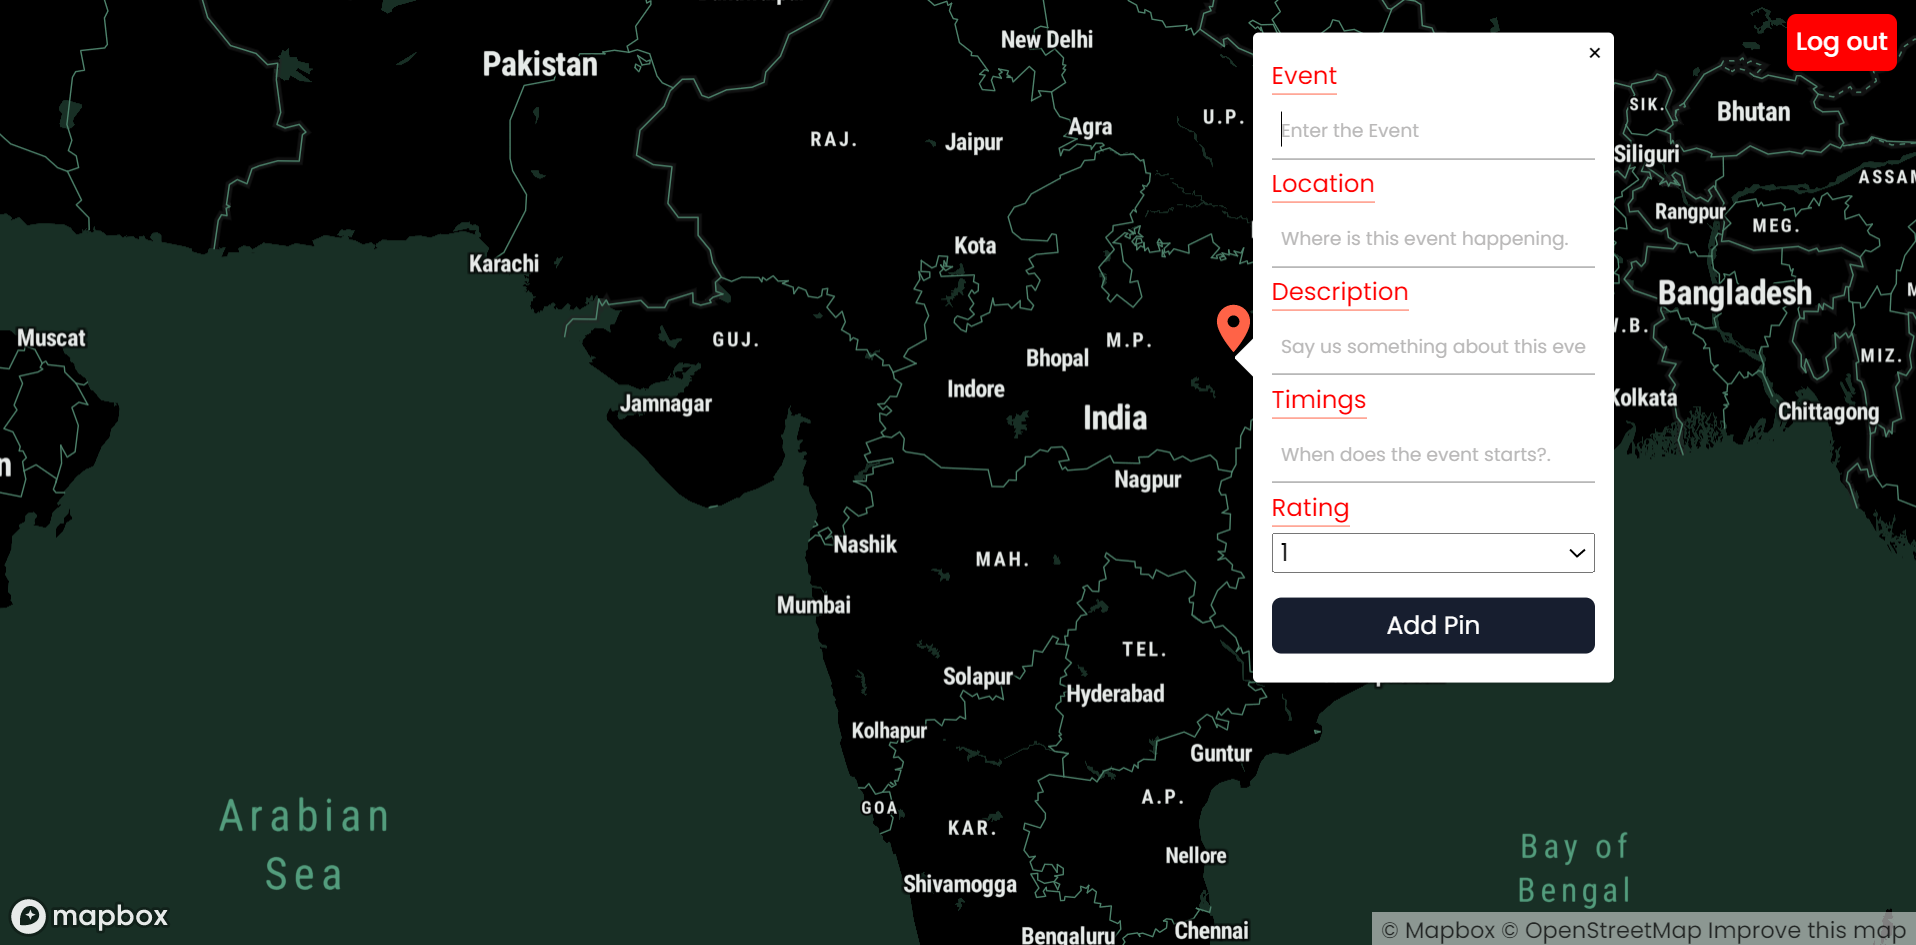 New Delhi
Pakistan
Log out
×
Event
Enter the Event
Location
Where is this event happening.
Description
Say us something about this eve
Timings
When does the event starts?.
Rating
1
Add Pin
SIK.
Bhutan
U.P.
Agra
RAJ.
Jaipur
Siliguri
ASSAM
Rangpur
MEG.
Kota
Karachi
Bangladesh
Muscat
GUJ.
M.P.
Bhopal
W.B.
MIZ.
Indore
Jamnagar
Kolkata
India
Chittagong
Nagpur
Nashik
MAH.
Mumbai
TEL.
Solapur
Hyderabad
Kolhapur
Guntur
GOA
A.P.
Arabian
Sea
KAR.
Bay of
Bengal
Nellore
Shivamogga
mapbox
Bengaluru
Chennai
© Mapbox © OpenStreetMap Improve this map